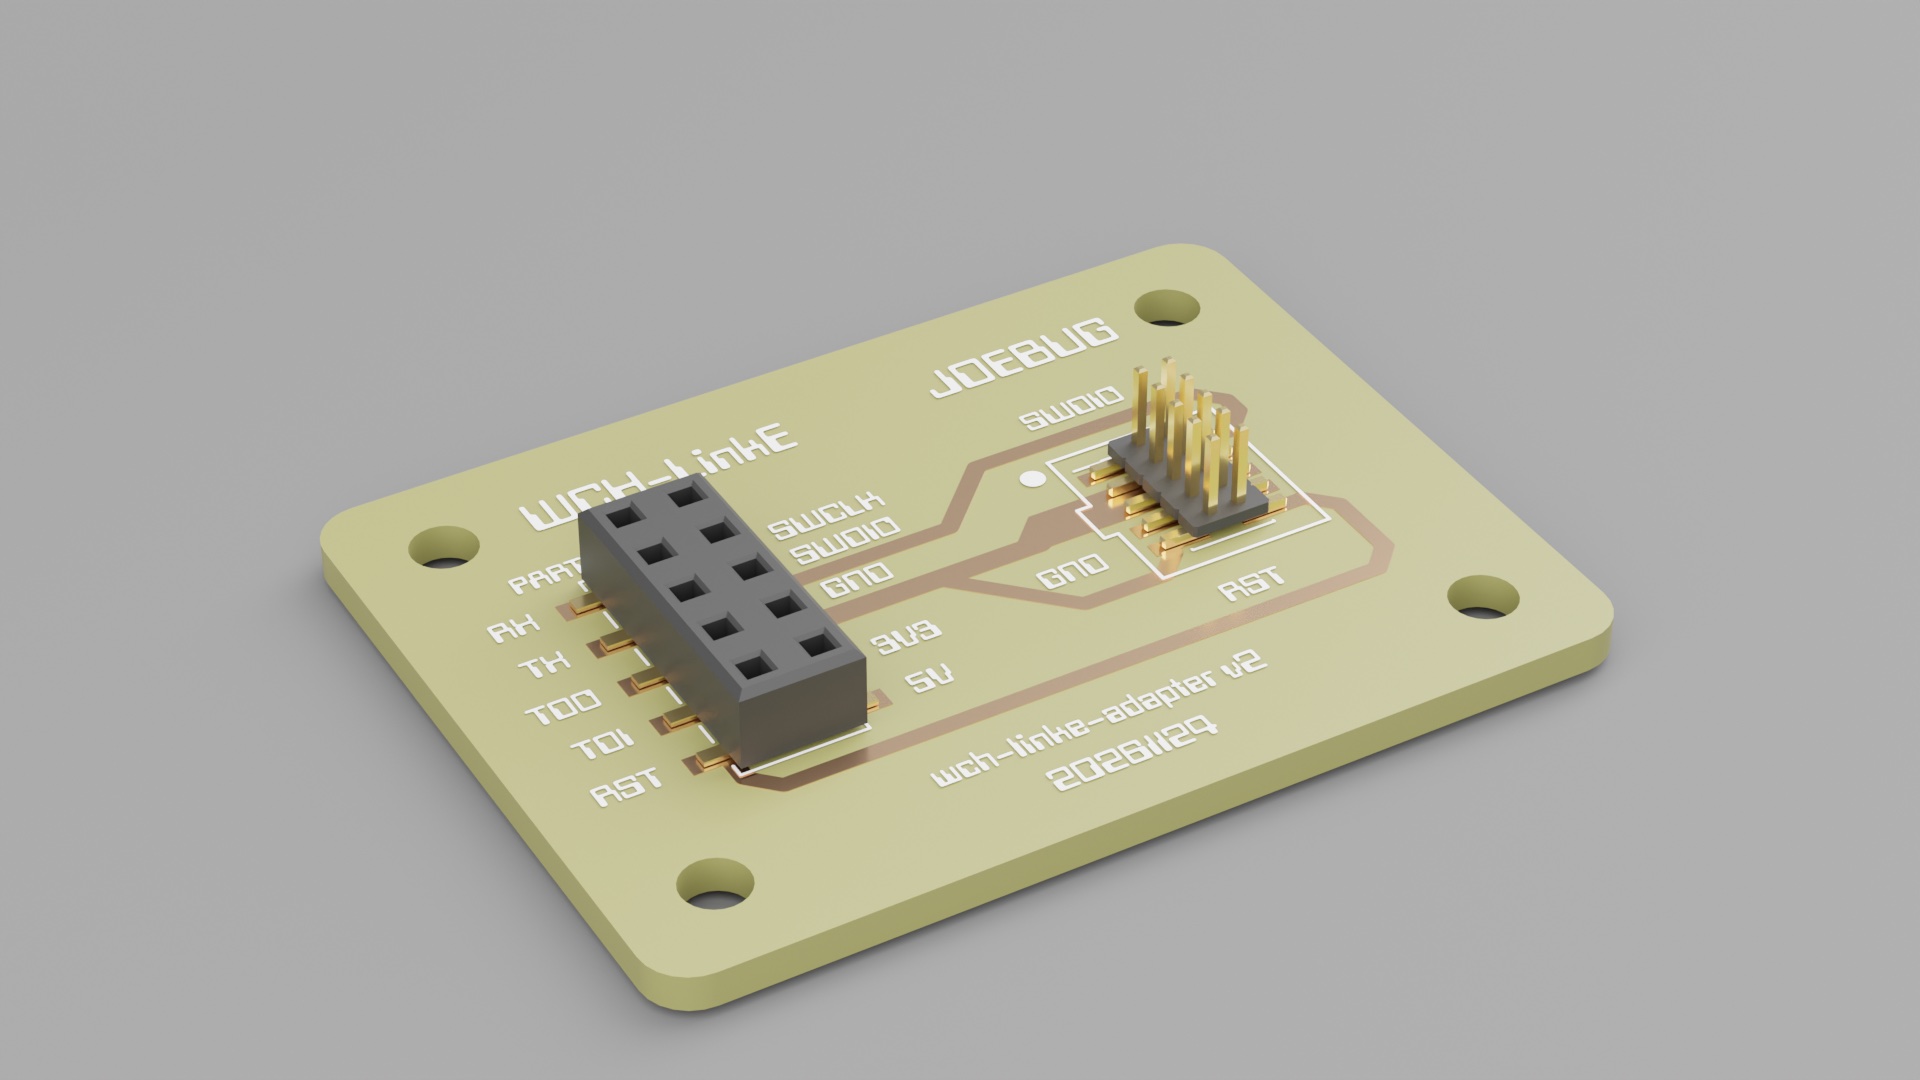 JDEBUG
SWDIO
WCH-LinkE
SWCLK
SWDIO
GND
GND
RST
RX
TX
TDO
TDI
RST
3V3
5V
wch-linke-adapter v2
20261124